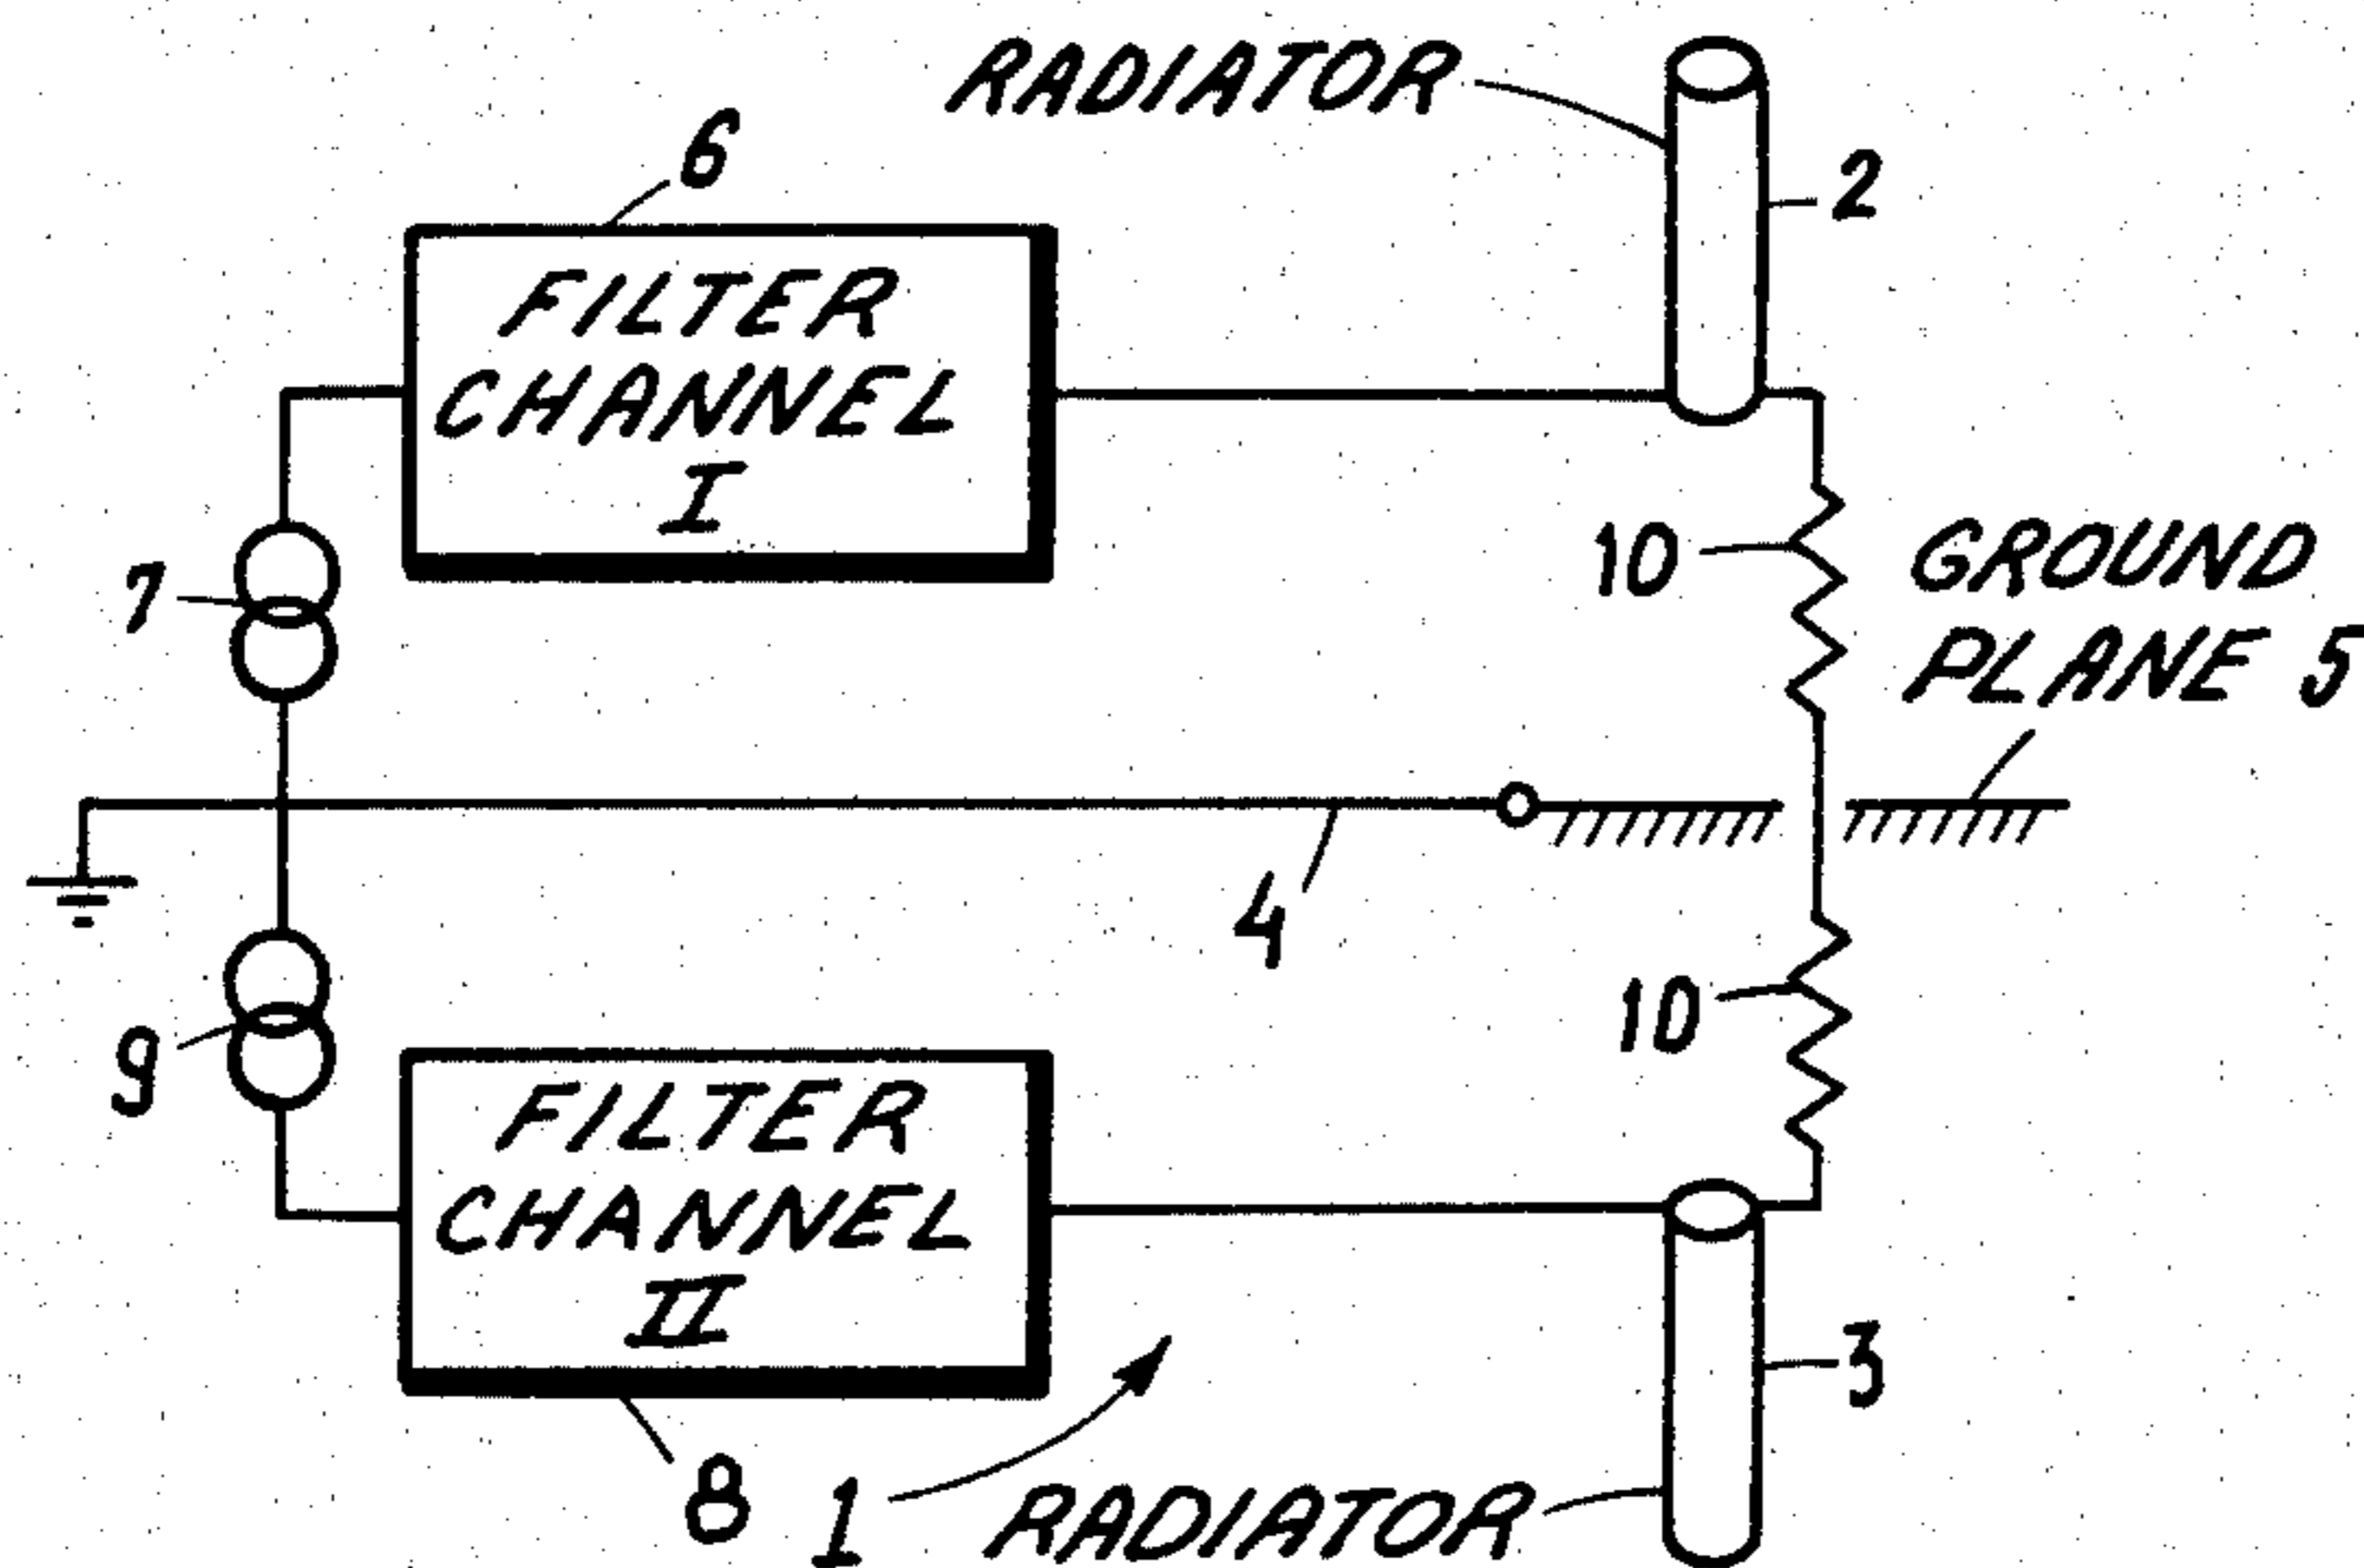 RADIATOR
6
2
FILTER
CHANNEL
I
10
GROUND
PLANE 5
7
4
10
9
FILTER
CHANNEL
II
3
8
1
RADIATOR